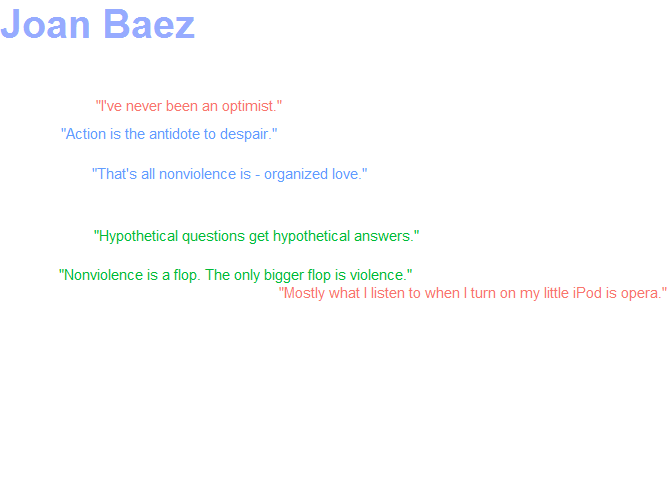 Joan Baez
"I've never been an optimist."
"Action is the antidote to despair."
"That's all nonviolence is - organized love."
"Hypothetical questions get hypothetical answers."
"Nonviolence is a flop. The only bigger flop is violence."
"Mostly what I listen to when I turn on my little iPod is opera."